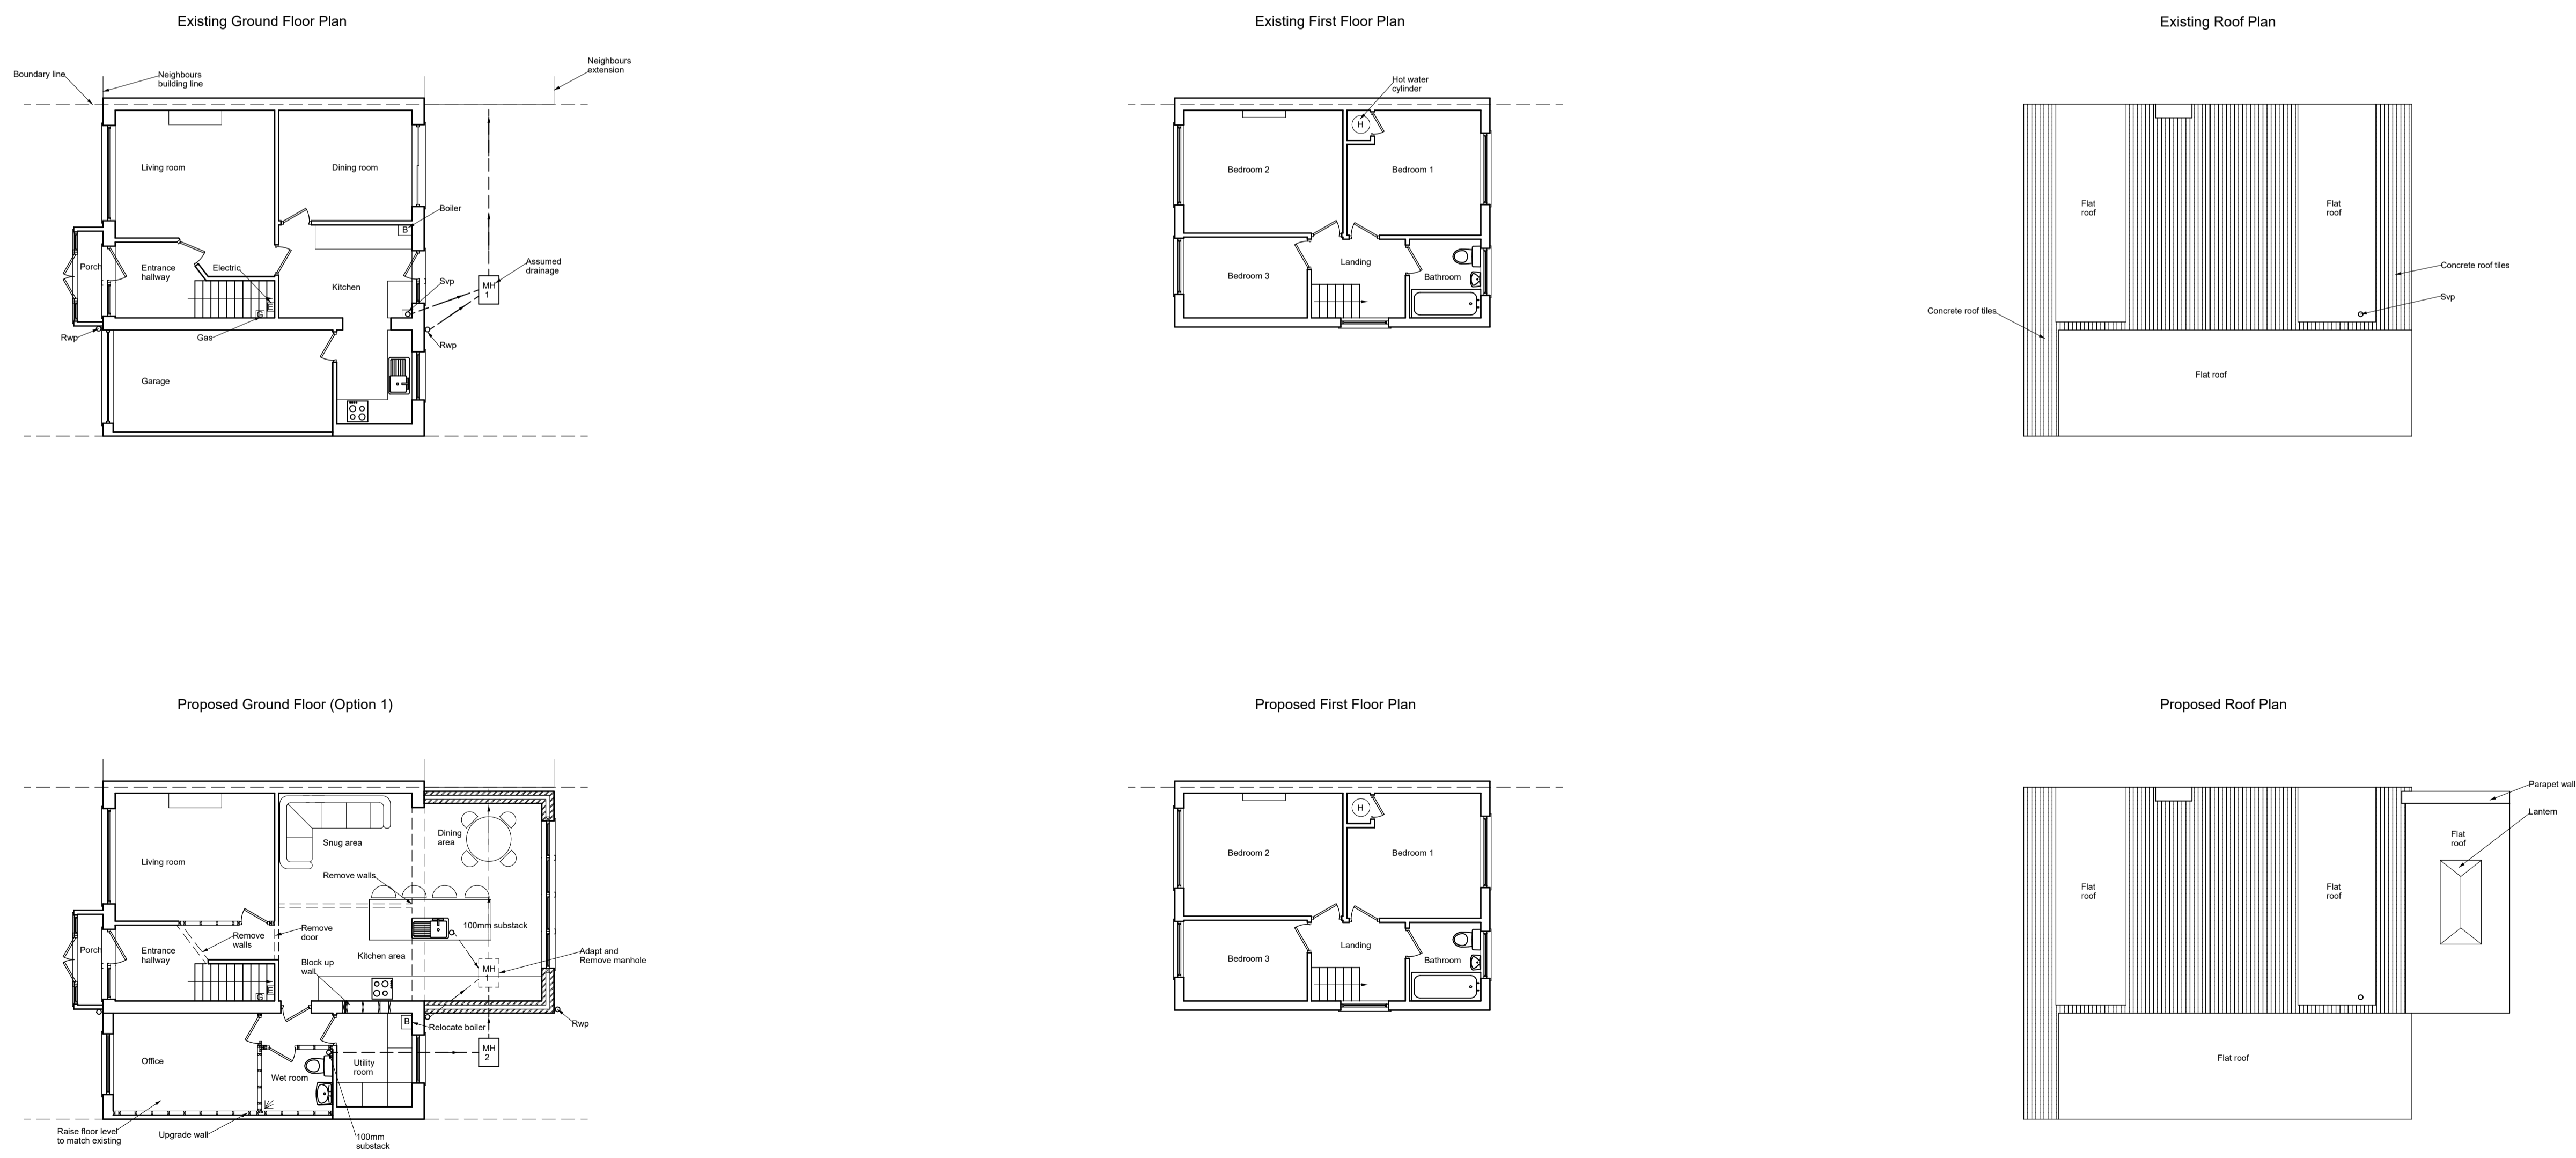 Existing Ground Floor Plan
Neighbours
extension
Boundary line
Neighbours
building line
Living room
Dining room
Boiler
B
Porch
Entrance
hallway
Electric
E
Kitchen
Svp
Assumed
drainage
MH
1
G
Rwp
Gas
Rwp
Garage
Existing First Floor Plan
Hot water
cylinder
H
Bedroom 2
Bedroom 1
Landing
Bedroom 3
Bathroom
Existing Roof Plan
Flat
roof
Flat
roof
Concrete roof tiles
Svp
Concrete roof tiles
Flat roof
Proposed Ground Floor (Option 1)
Dining
area
Snug area
Living room
Remove walls
100mm substack
Remove
door
Remove
walls
Porch
Entrance
hallway
Kitchen area
Block up
wall
Adapt and
Remove manhole
MH
1
E
G
B
Relocate boiler
Rwp
MH
2
Office
Utility
room
Wet room
Raise floor level
to match existing
Upgrade wall
100mm
substack
Proposed First Floor Plan
H
Bedroom 2
Bedroom 1
Landing
Bedroom 3
Bathroom
Proposed Roof Plan
Parapet wall
Lantern
Flat
roof
Flat
roof
Flat
roof
Flat roof